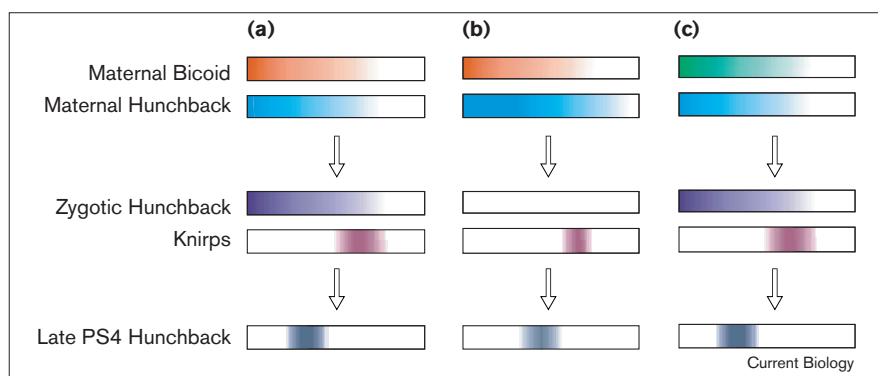 (a) (b) (c)
Maternal Bicoid
Maternal Hunchback
Zygotic Hunchback
Knirps
Late PS4 Hunchback
Current Biology